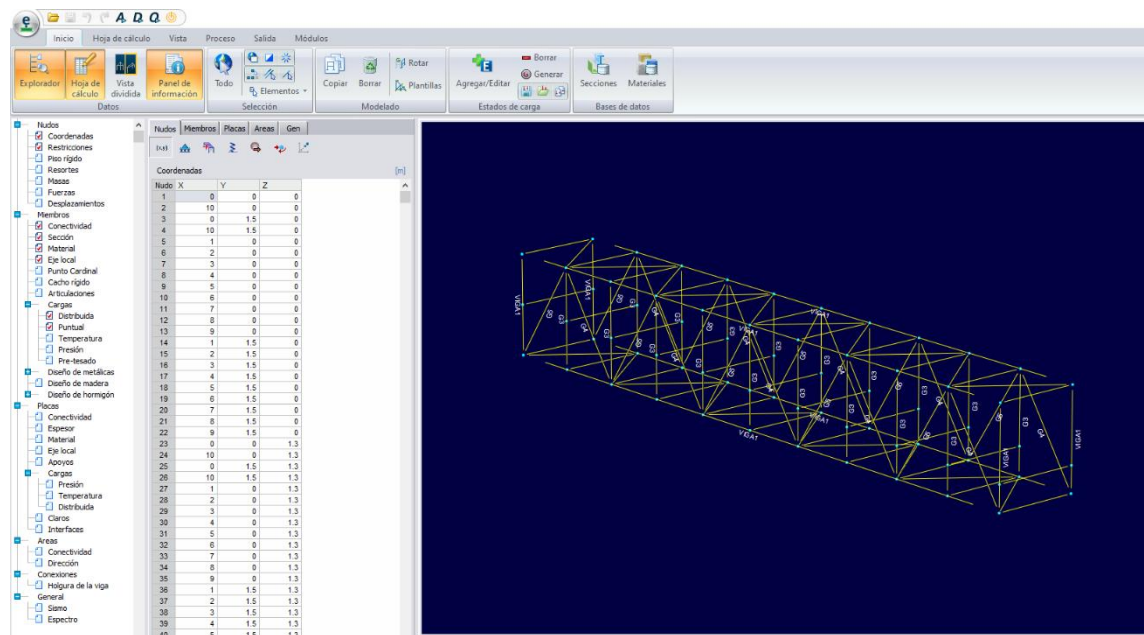 e A. D. Q.
Inicio Hoja de cálculo Vista Proceso Salida Módulos
Explorador Hoja de cálculo Vista dividida Panel de información Todo Elementos Copiar Borrar Rotar Plantillas Agregar/Editar Borrar Generar Secciones Materiales
Datos Selección Modelado Estados de carga Bases de datos
Nudos
Coordenadas
Restricciones
Piso rígido
Resortes
Masas
Fuerzas
Desplazamientos
Miembros
Conectividad
Sección
Material
Eje local
Punto Cardinal
Cacho rígido
Articulaciones
Cargas
Distribuida
Puntual
Temperatura
Presión
Pre-tesado
Diseño de metálicas
Diseño de madera
Diseño de hormigón
Placas
Conectividad
Espesor
Material
Eje local
Apoyos
Cargas
Presión
Temperatura
Distribuida
Claros
Interfaces
Areas
Conectividad
Dirección
Conexiones
Holgura de la viga
General
Sismo
Espectro
Nudos Miembros Placas Areas Gen
Coordenadas [m]
Nudo X Y Z
1 0 0 0
2 10 0 0
3 0 1.5 0
4 10 1.5 0
5 1 0 0
6 2 0 0
7 3 0 0
8 4 0 0
9 5 0 0
10 6 0 0
11 7 0 0
12 8 0 0
13 9 0 0
14 1 1.5 0
15 2 1.5 0
16 3 1.5 0
17 4 1.5 0
18 5 1.5 0
19 6 1.5 0
20 7 1.5 0
21 8 1.5 0
22 9 1.5 0
23 0 0 1.3
24 10 0 1.3
25 0 1.5 1.3
26 10 1.5 1.3
27 1 0 1.3
28 2 0 1.3
29 3 0 1.3
30 4 0 1.3
31 5 0 1.3
32 6 0 1.3
33 7 0 1.3
34 8 0 1.3
35 9 0 1.3
36 1 1.5 1.3
37 2 1.5 1.3
38 3 1.5 1.3
39 4 1.5 1.3
40 5 1.5 1.3
VIGA1
VIGA1
VIGA1
VIGA1
VIGA1
VIGA1
VIGA1
VIGA1
G3
G4